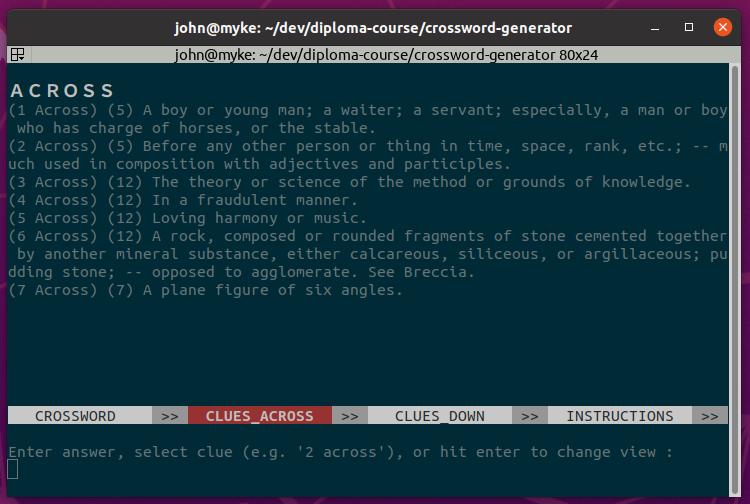 john@myke: ~/dev/diploma-course/crossword-generator
john@myke: ~/dev/diploma-course/crossword-generator 80x24
ACROSS
(1 Across) (5) A boy or young man; a waiter; a servant; especially, a man or boy
who has charge of horses, or the stable.
(2 Across) (5) Before any other person or thing in time, space, rank, etc.; -- m
uch used in composition with adjectives and participles.
(3 Across) (12) The theory or science of the method or grounds of knowledge.
(4 Across) (12) In a fraudulent manner.
(5 Across) (12) Loving harmony or music.
(6 Across) (12) A rock, composed or rounded fragments of stone cemented together
by another mineral substance, either calcareous, siliceous, or argillaceous; pu
dding stone; -- opposed to agglomerate. See Breccia.
(7 Across) (7) A plane figure of six angles.
CROSSWORD >> CLUES_ACROSS >> CLUES_DOWN >> INSTRUCTIONS >>
Enter answer, select clue (e.g. '2 across'), or hit enter to change view :